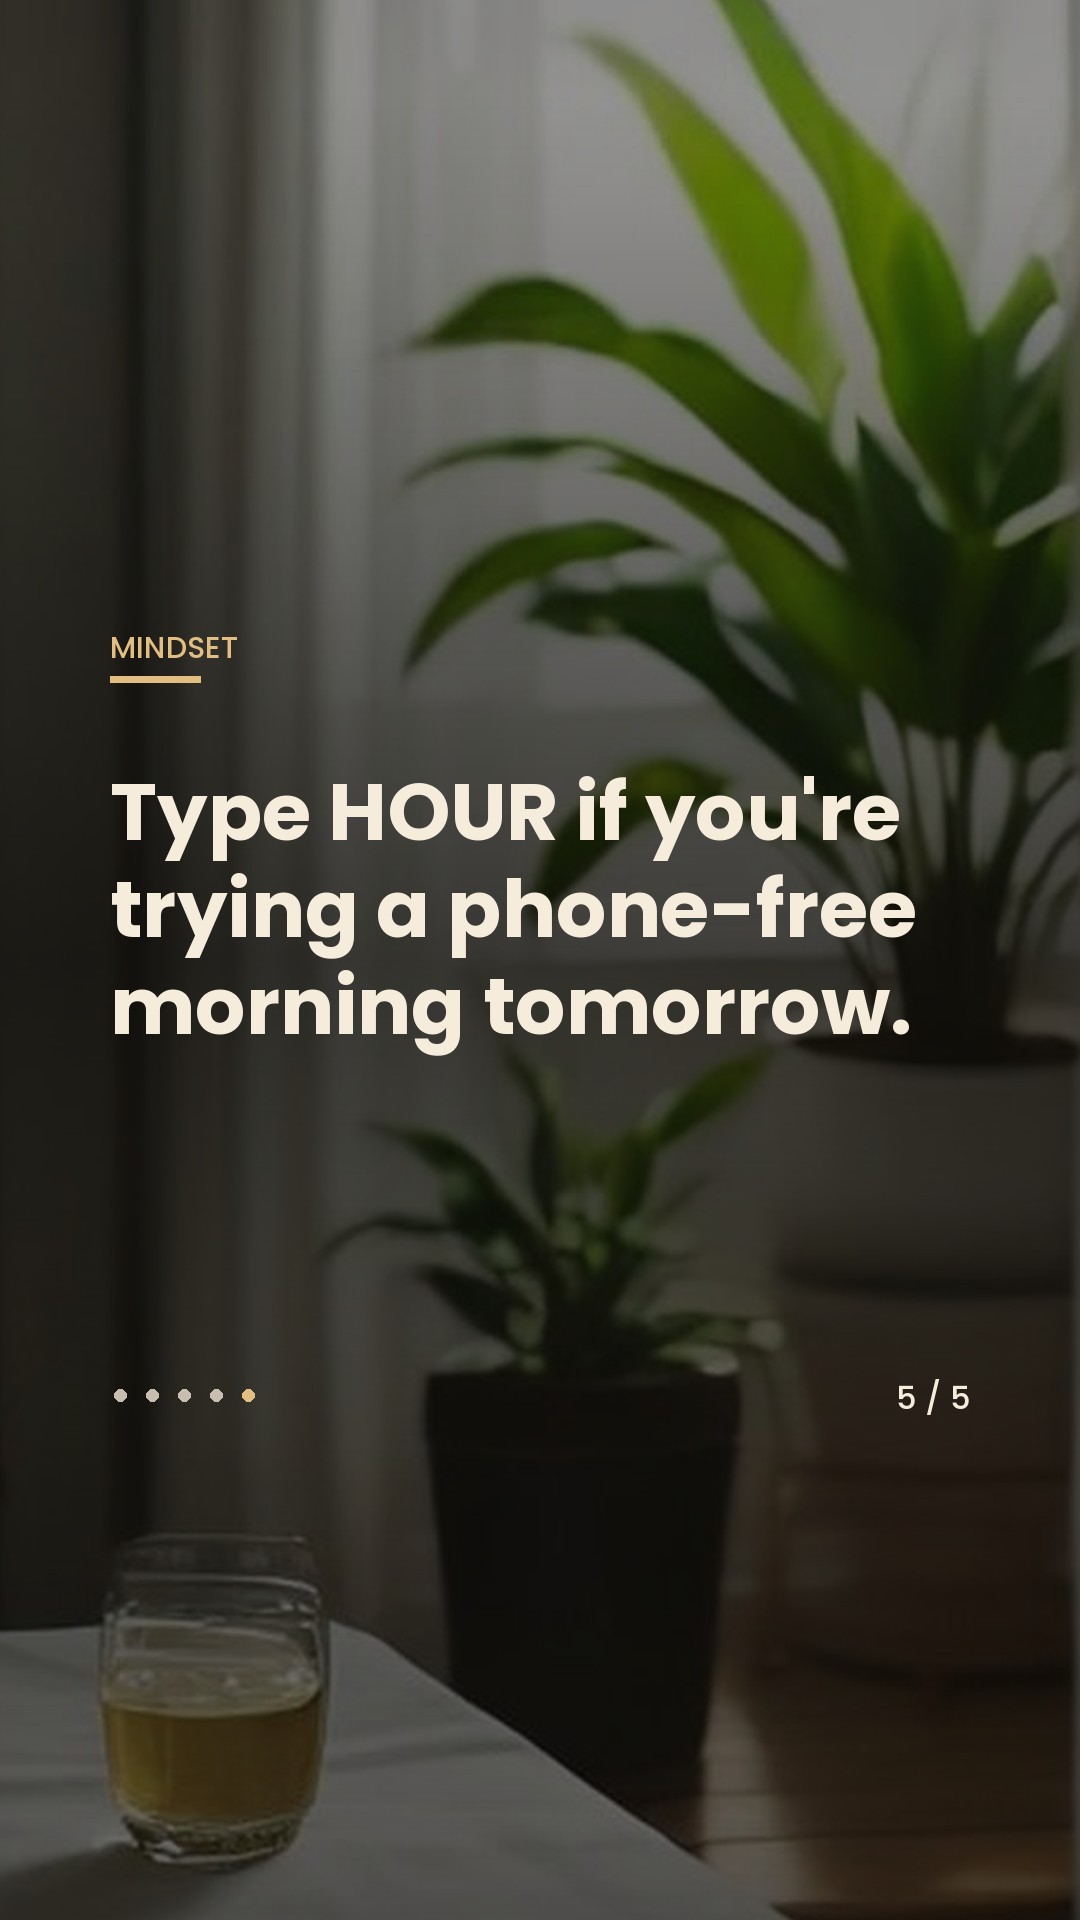 MINDSET
Type HOUR if you're
trying a phone-free
morning tomorrow.
5 / 5